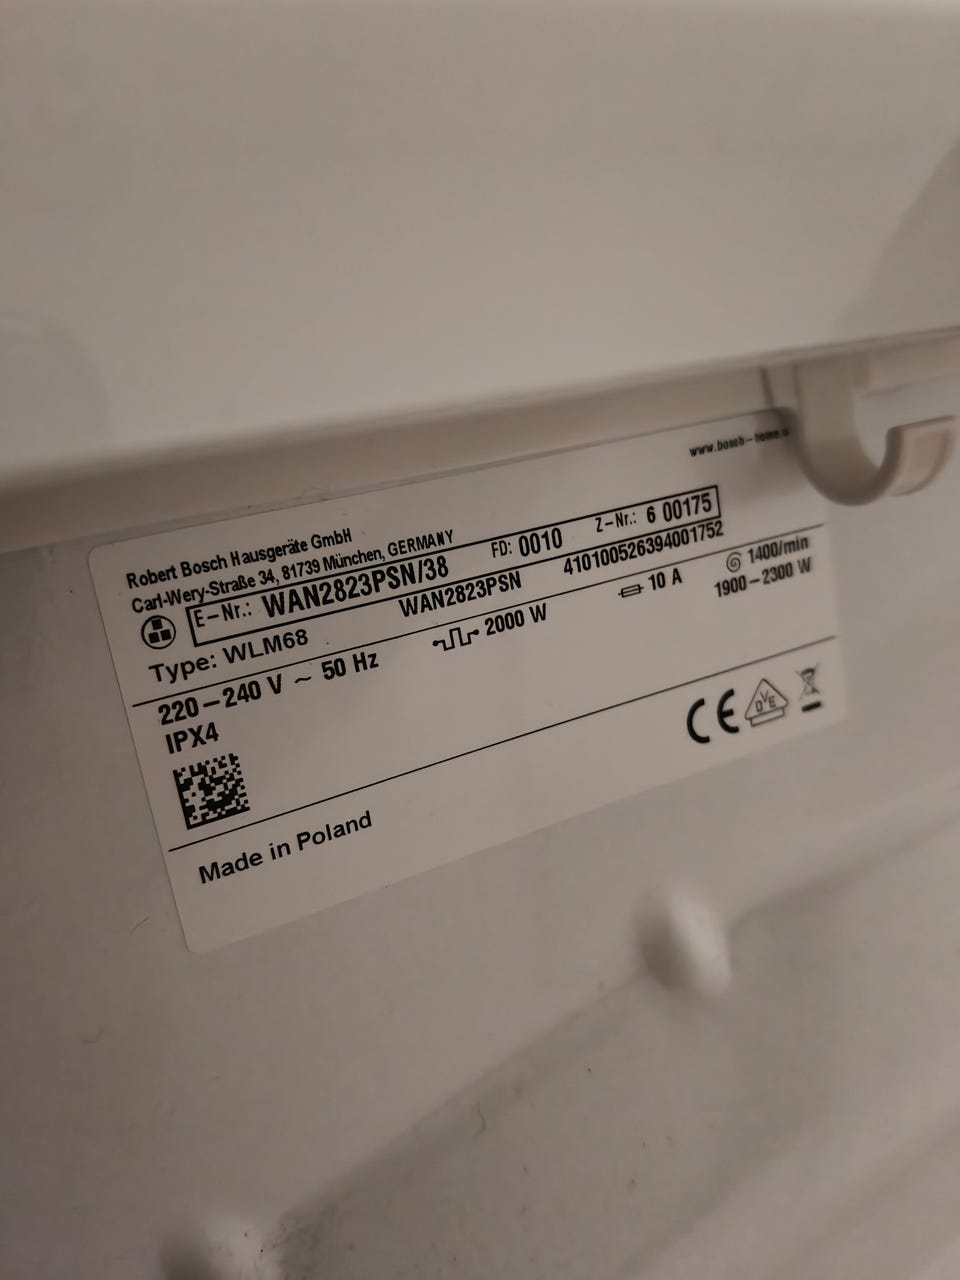 www.bosch-home.
Robert Bosch Hausgeräte GmbH
Carl-Wery-Straße 34, 81739 München, GERMANY
E-Nr.: WAN2823PSN/38 FD: 0010 Z-Nr.: 6 00175
Type: WLM68 WAN2823PSN 410100526394001752
220-240 V ~ 50 Hz 2000 W 10 A 1400/min
1900-2300 W
IPX4
CE DVE
Made in Poland